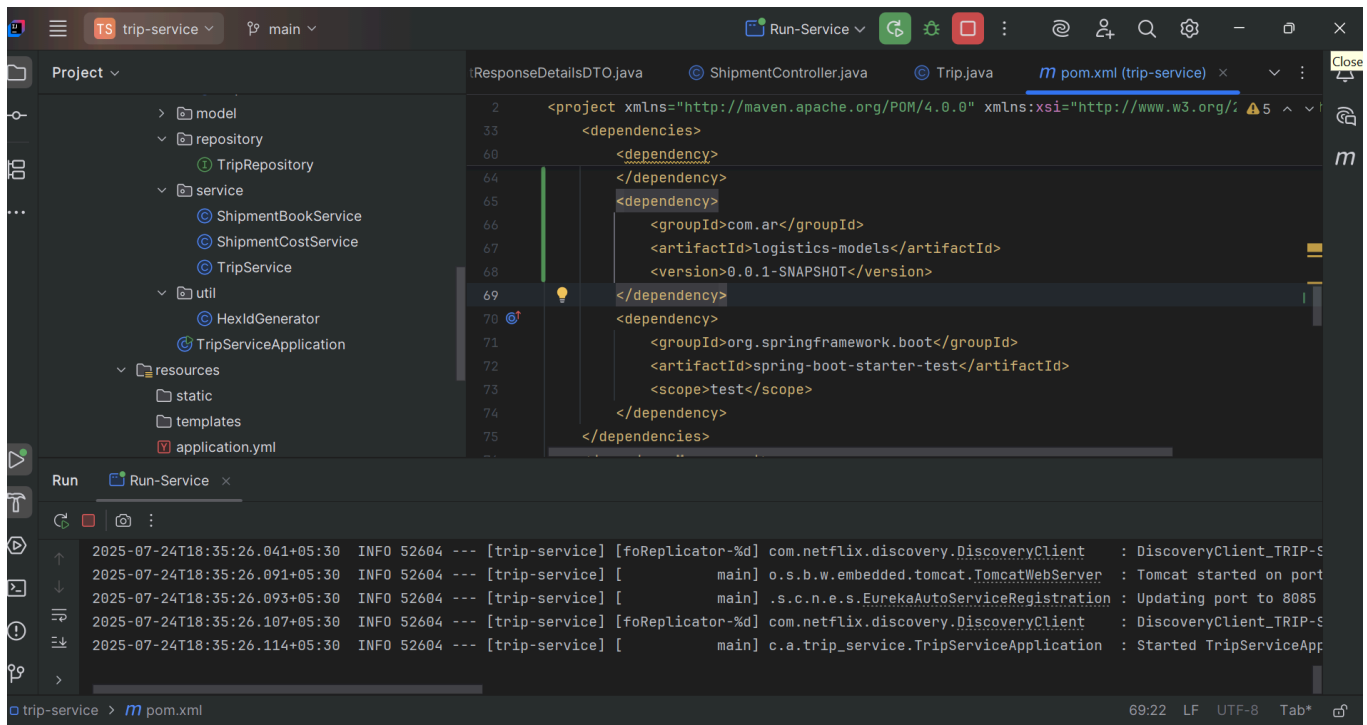 TS trip-service
main
Run-Service
Close
Project
model
repository
TripRepository
service
ShipmentBookService
ShipmentCostService
TripService
util
HexIdGenerator
TripServiceApplication
resources
static
templates
application.yml
tResponseDetailsDTO.java
ShipmentController.java
Trip.java
m pom.xml (trip-service)
5
2 <project xmlns="http://maven.apache.org/POM/4.0.0" xmlns:xsi="http://www.w3.org/2
33 <dependencies>
60 <dependency>
64 </dependency>
65 <dependency>
66 <groupId>com.ar</groupId>
67 <artifactId>logistics-models</artifactId>
68 <version>0.0.1-SNAPSHOT</version>
69 </dependency>
70 <dependency>
71 <groupId>org.springframework.boot</groupId>
72 <artifactId>spring-boot-starter-test</artifactId>
73 <scope>test</scope>
74 </dependency>
75 </dependencies>
m
Run
Run-Service
2025-07-24T18:35:26.041+05:30 INFO 52604 --- [trip-service] [foReplicator-%d] com.netflix.discovery.DiscoveryClient : DiscoveryClient_TRIP-S
2025-07-24T18:35:26.091+05:30 INFO 52604 --- [trip-service] [ main] o.s.b.w.embedded.tomcat.TomcatWebServer : Tomcat started on port
2025-07-24T18:35:26.093+05:30 INFO 52604 --- [trip-service] [ main] .s.c.n.e.s.EurekaAutoServiceRegistration : Updating port to 8085
2025-07-24T18:35:26.107+05:30 INFO 52604 --- [trip-service] [foReplicator-%d] com.netflix.discovery.DiscoveryClient : DiscoveryClient_TRIP-S
2025-07-24T18:35:26.114+05:30 INFO 52604 --- [trip-service] [ main] c.a.trip_service.TripServiceApplication : Started TripServiceApp
trip-service > m pom.xml
69:22 LF UTF-8 Tab*